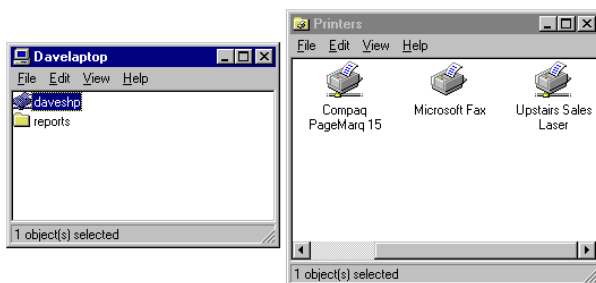 Davelaptop
File Edit View Help
daveshp
reports
1 object(s) selected
Printers
File Edit View Help
Compaq PageMarq 15
Microsoft Fax
Upstairs Sales Laser
1 object(s) selected